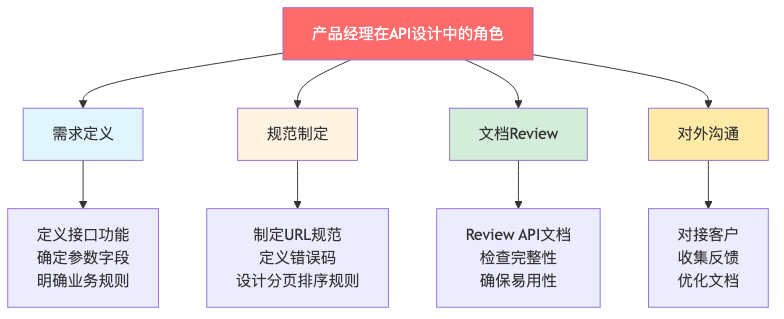 产品经理在API设计中的角色
需求定义
规范制定
文档Review
对外沟通
定义接口功能
确定参数字段
明确业务规则
制定URL规范
定义错误码
设计分页排序规则
Review API文档
检查完整性
确保易用性
对接客户
收集反馈
优化文档